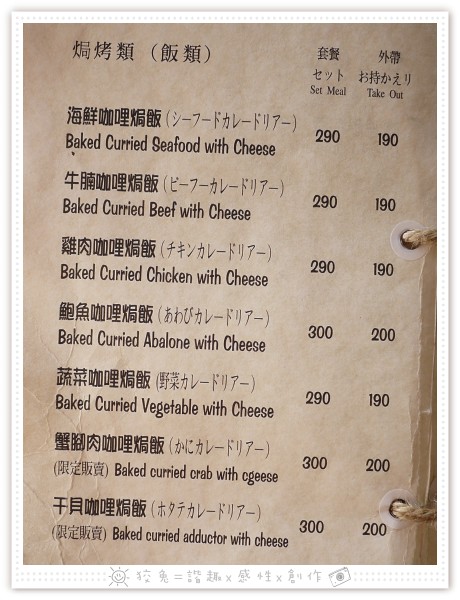 焗烤類（飯類）
套餐 外帶
セット お持かえり
Set Meal Take Out
海鮮咖哩焗飯(シーフードカレードリアー) 290 190
Baked Curried Seafood with Cheese
牛腩咖哩焗飯(ビーフーカレードリアー) 290 190
Baked Curried Beef with Cheese
雞肉咖哩焗飯(チキンカレードリアー) 290 190
Baked Curried Chicken with Cheese
鮑魚咖哩焗飯(あわびカレードリアー) 300 200
Baked Curried Abalone with Cheese
蔬菜咖哩焗飯(野菜カレードリアー) 290 190
Baked Curried Vegetable with Cheese
蟹腳肉咖哩焗飯(かにカレードリアー) 300 200
(限定販賣) Baked curried crab with cgeese
干貝咖哩焗飯(ホタテカレードリアー) 300 200
(限定販賣) Baked curried adductor with cheese
狡兔=諧趣x感性x創作